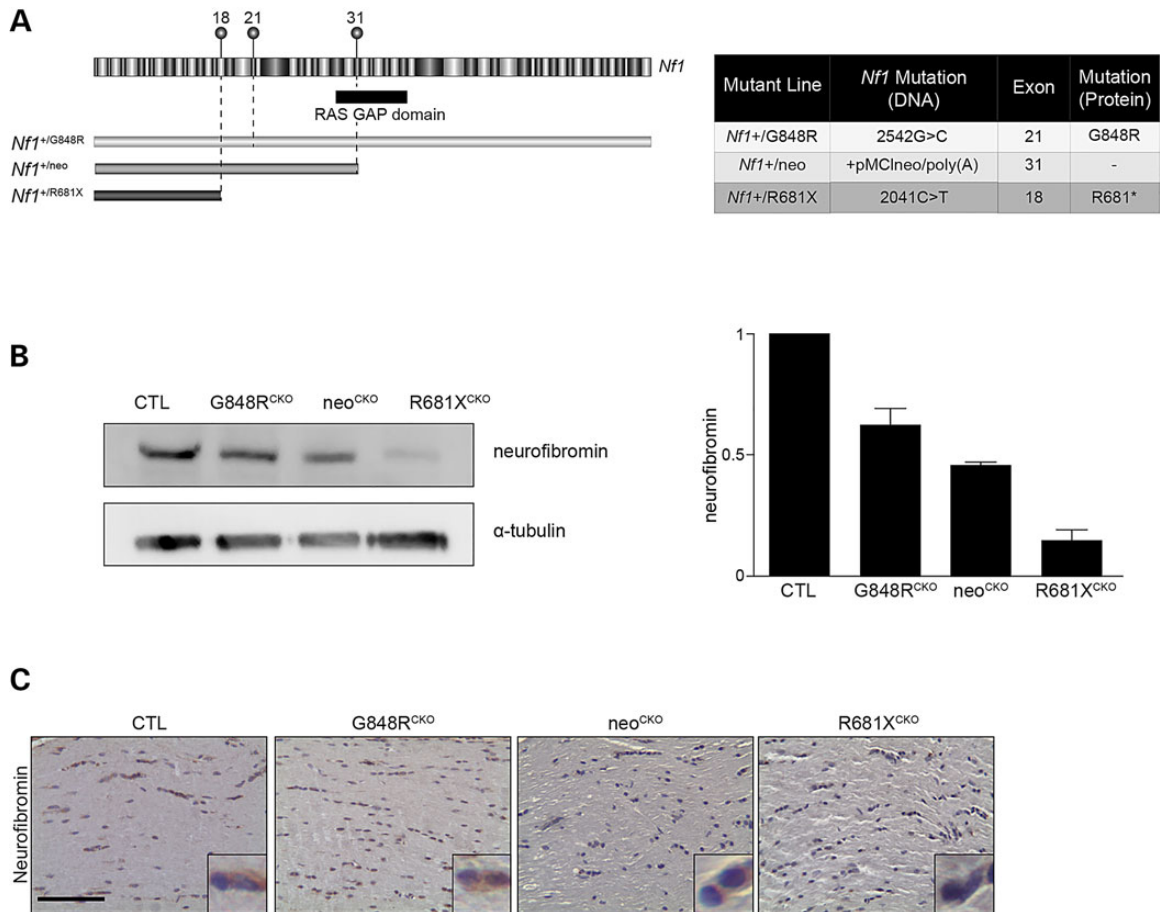 A
18 21 31
Nf1
RAS GAP domain
Nf1+/G848R
Nf1+/neo
Nf1+/R681X
Mutant Line Nf1 Mutation (DNA) Exon Mutation (Protein)
Nf1+/G848R 2542G>C 21 G848R
Nf1+/neo +pMCIneo/poly(A) 31 -
Nf1+/R681X 2041C>T 18 R681*
B
CTL G848RCKO neoCKO R681XCKO
neurofibromin
α-tubulin
neurofibromin
1
0.5
0
CTL G848RCKO neoCKO R681XCKO
C
CTL G848RCKO neoCKO R681XCKO
Neurofibromin